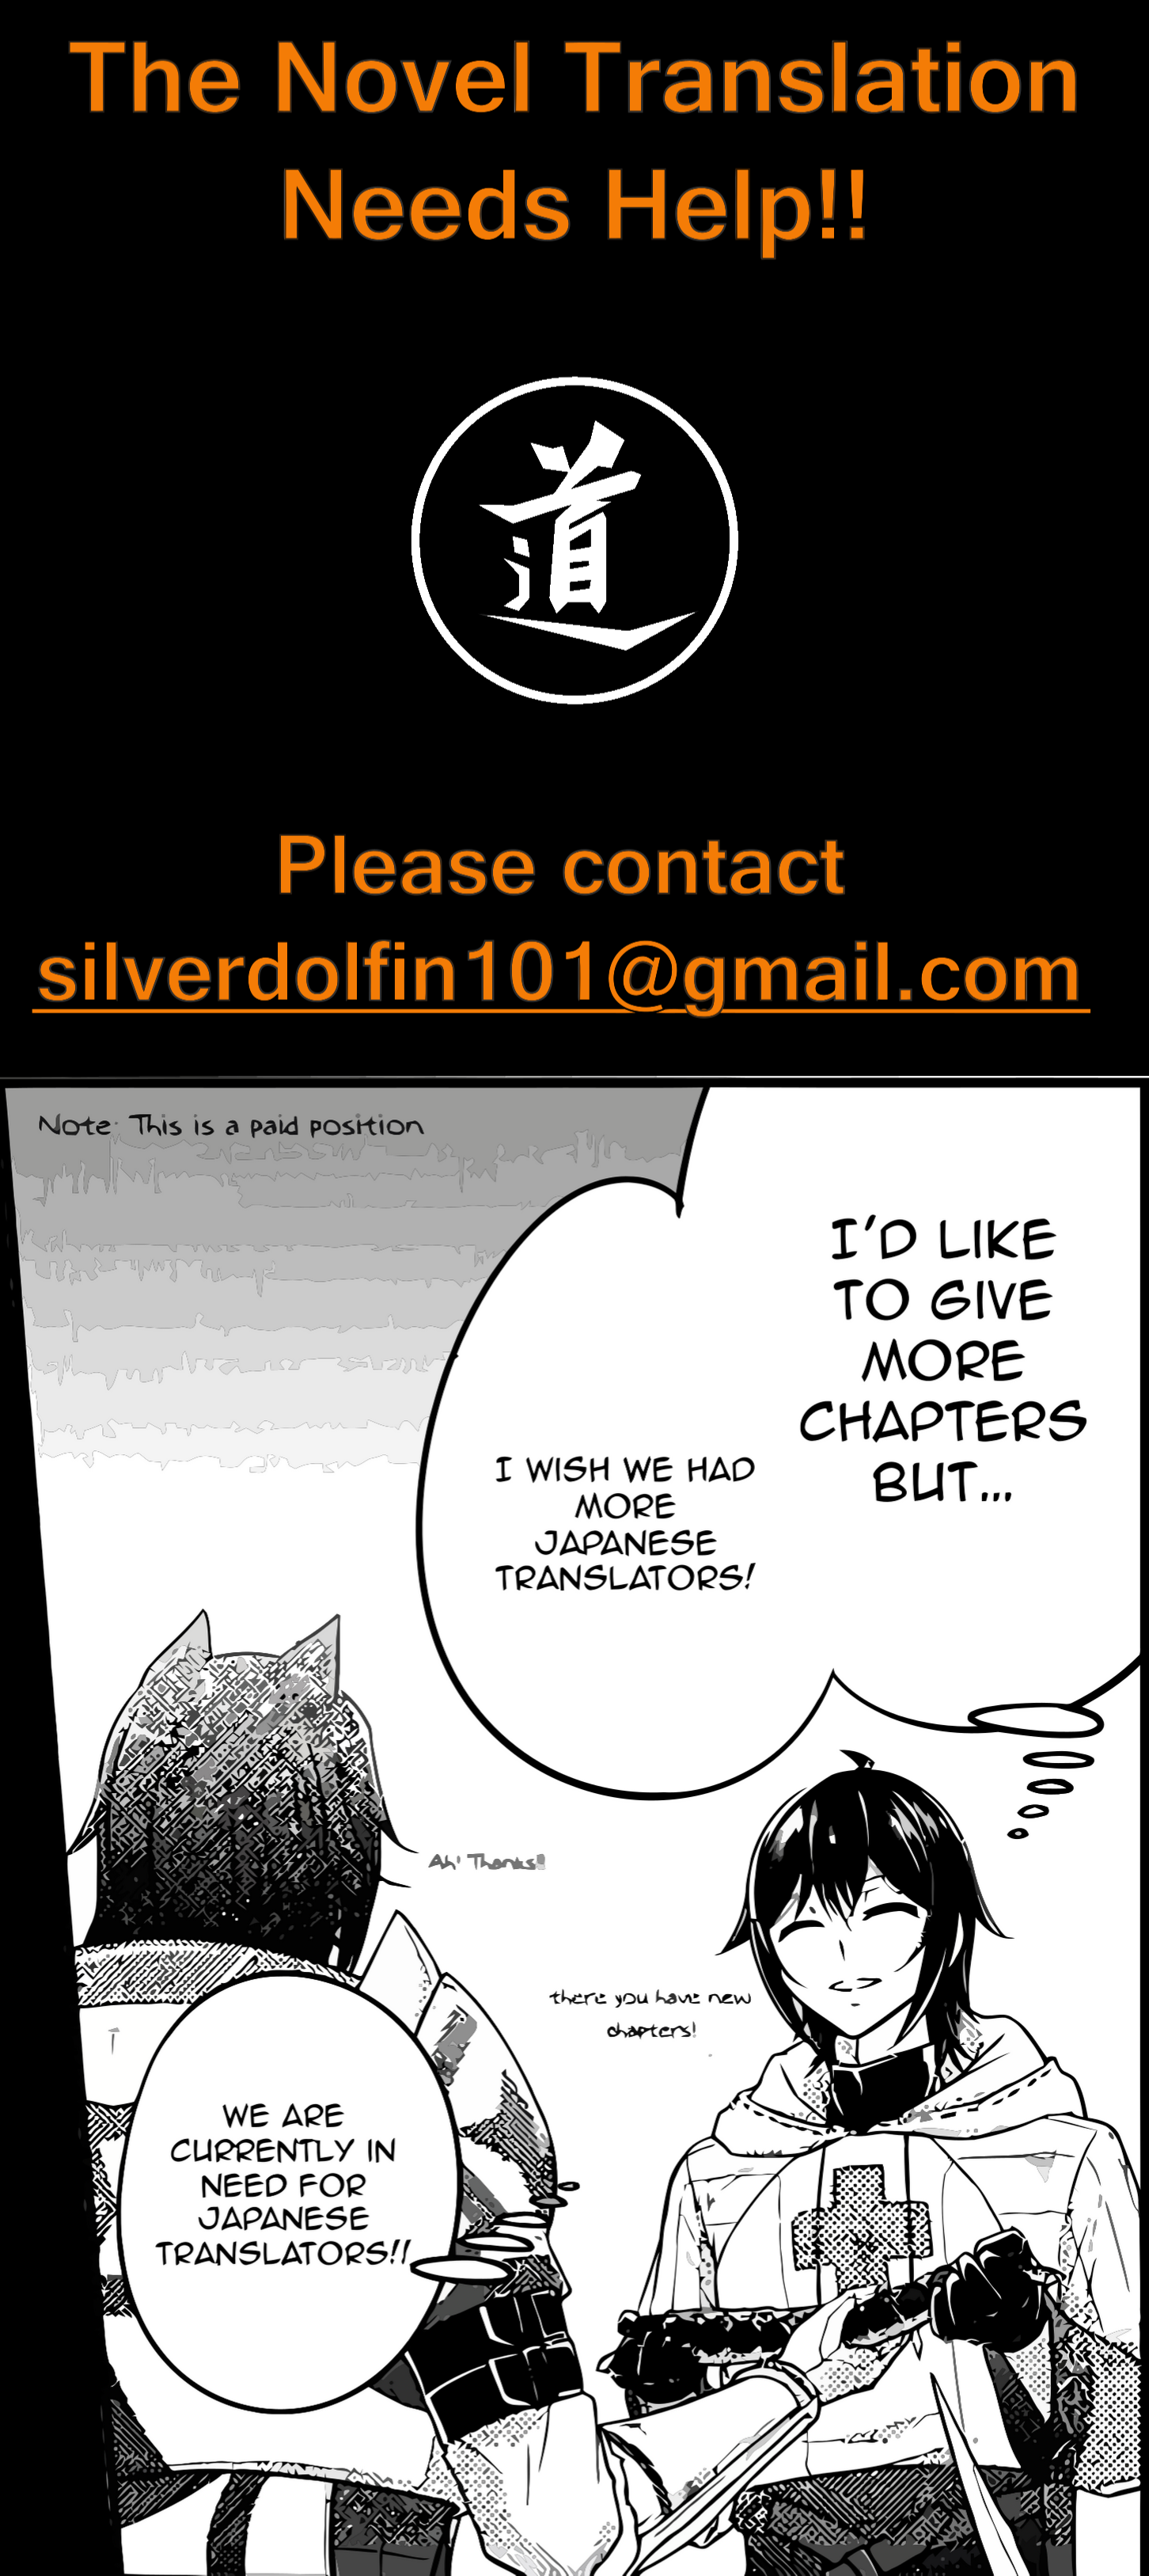 The Novel Translation
Needs Help!!
道
Please contact
silverdolfin101@gmail.com
Note: This is a paid position
I'D LIKE
TO GIVE
MORE
CHAPTERS
BUT...
I WISH WE HAD
MORE
JAPANESE
TRANSLATORS!
Ah! Thanks!
there you have new
chapters!
WE ARE
CURRENTLY IN
NEED FOR
JAPANESE
TRANSLATORS!!